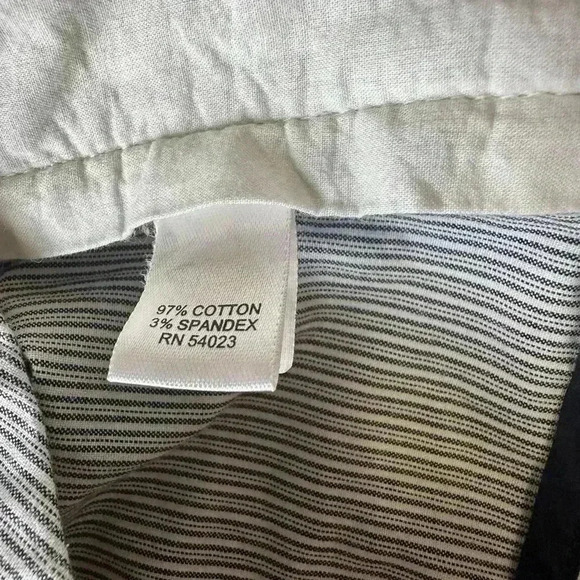 97% COTTON
3% SPANDEX
RN 54023